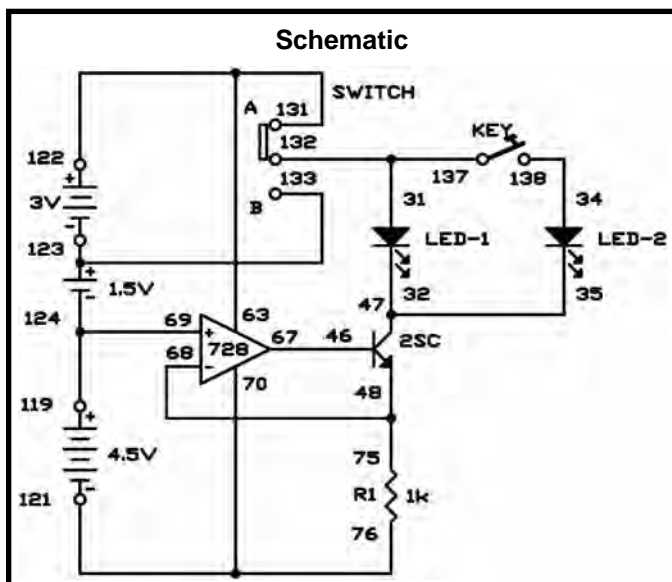 Schematic
A 131 SWITCH
132
KEY
122
133
137 138
+
3V
B
31 34
-
123
LED-1 LED-2
+
1.5V
-
32 35
124
69 63
47
+
728
67 46
2SC
68
-
70
48
119
+
4.5V
75
R1 1k
-
121
76